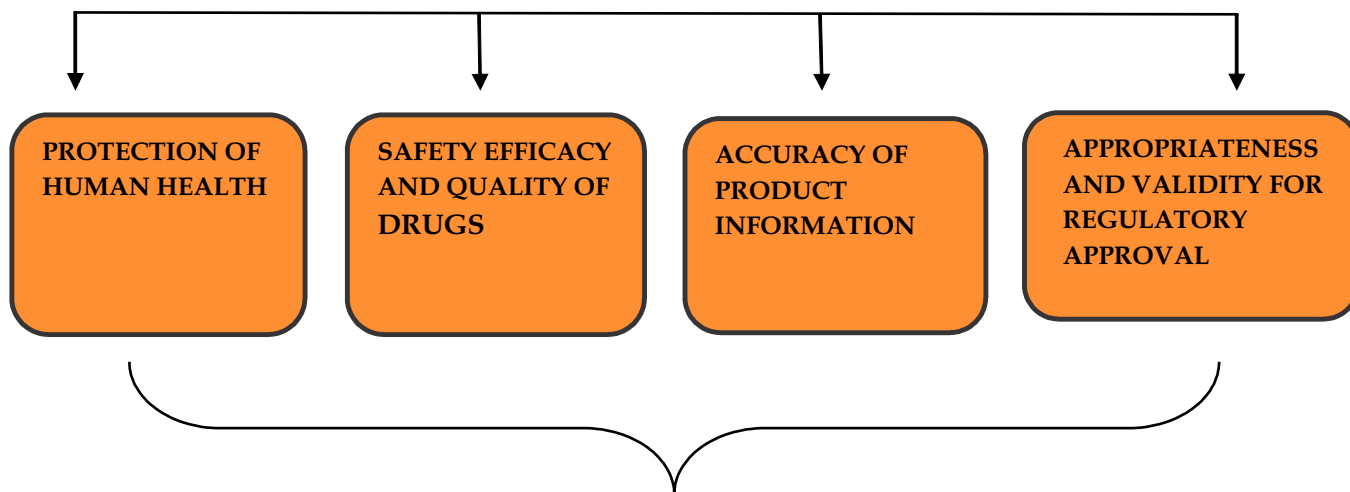 PROTECTION OF
HUMAN HEALTH
SAFETY EFFICACY
AND QUALITY OF
DRUGS
ACCURACY OF
PRODUCT
INFORMATION
APPROPRIATENESS
AND VALIDITY FOR
REGULATORY
APPROVAL